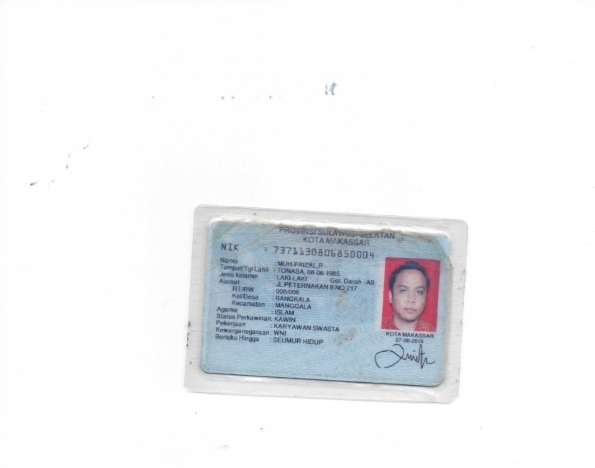 PROVINSI SULAWESI SELATAN
KOTA MAKASSAR
NIK : 7371130806850004
Nama : MUH.FAIZAL.P
Tempat/Tgl Lahir : TONASA, 08-06-1985
Jenis kelamin : LAKI-LAKI Gol. Darah : AB
Alamat : JL PETERNAKAN II NO 217
RT/RW : 008/006
Kel/Desa : BANGKALA
Kecamatan : MANGGALA
Agama : ISLAM
Status Perkawinan: KAWIN
Pekerjaan : KARYAWAN SWASTA
Kewarganegaraan: WNI
Berlaku Hingga : SEUMUR HIDUP
KOTA MAKASSAR
07-08-2015